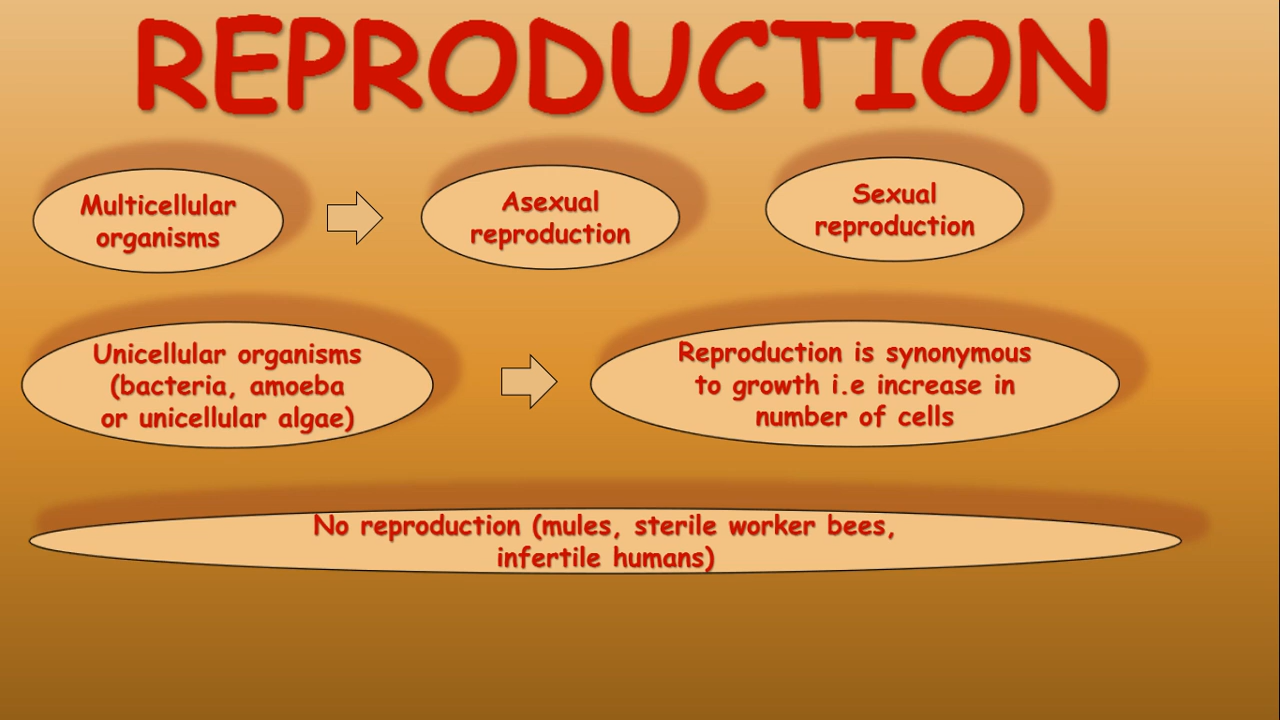 REPRODUCTION
Multicellular
organisms
Asexual
reproduction
Sexual
reproduction
Unicellular organisms
(bacteria, amoeba
or unicellular algae)
Reproduction is synonymous
to growth i.e increase in
number of cells
No reproduction (mules, sterile worker bees,
infertile humans)